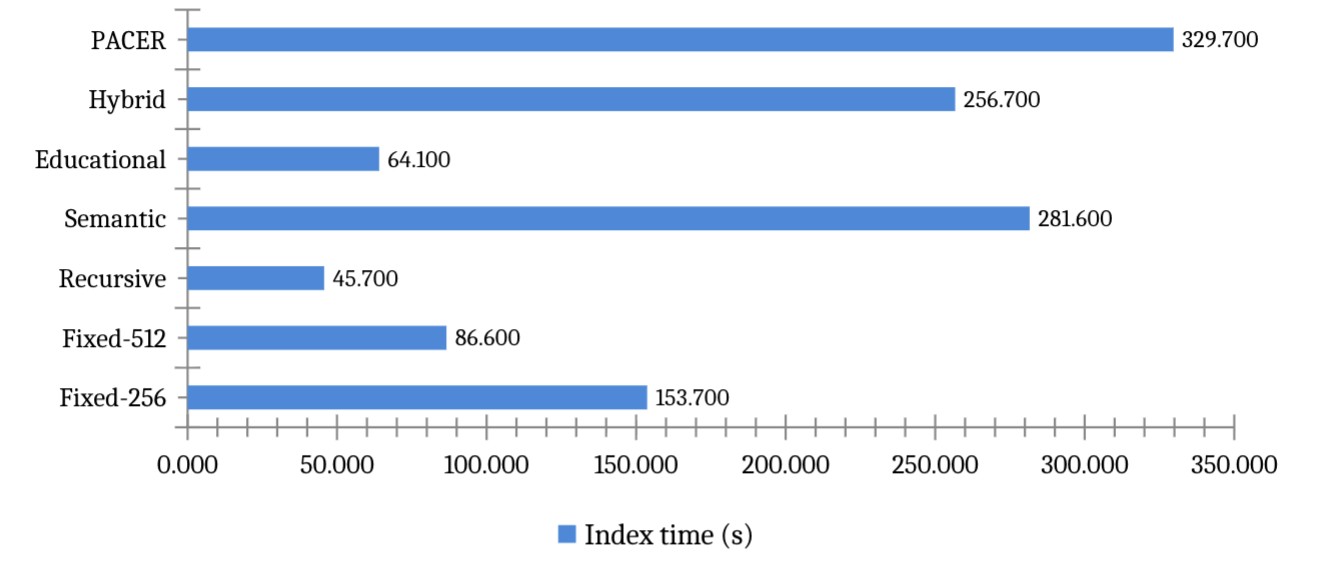 PACER 329.700
Hybrid 256.700
Educational 64.100
Semantic 281.600
Recursive 45.700
Fixed-512 86.600
Fixed-256 153.700
0.000 50.000 100.000 150.000 200.000 250.000 300.000 350.000
Index time (s)